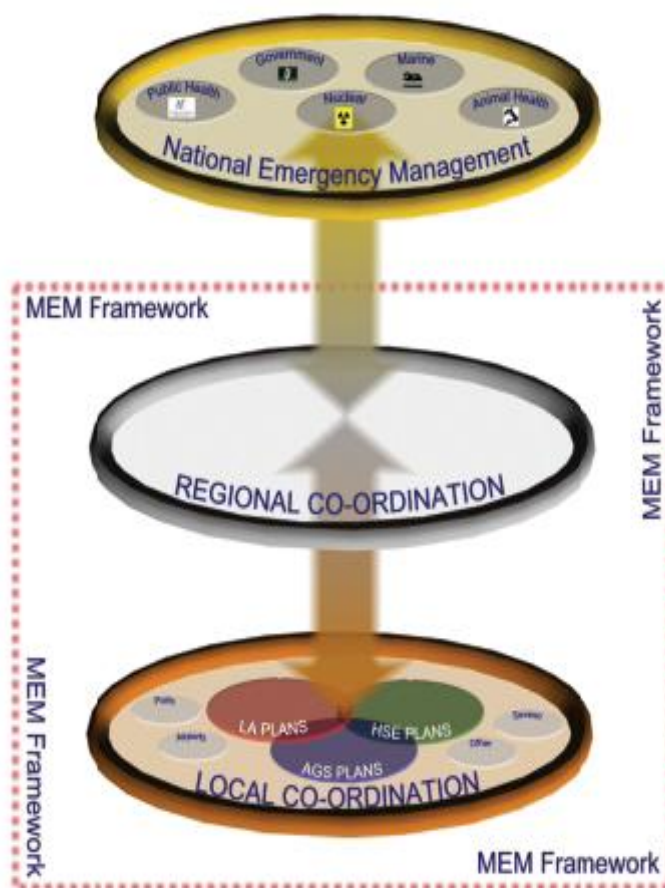 Government
Marine
Public Health
Nuclear
Animal Health
National Emergency Management
MEM Framework
MEM Framework
REGIONAL CO-ORDINATION
MEM Framework
LA PLANS
HSE PLANS
AGS PLANS
LOCAL CO-ORDINATION
MEM Framework